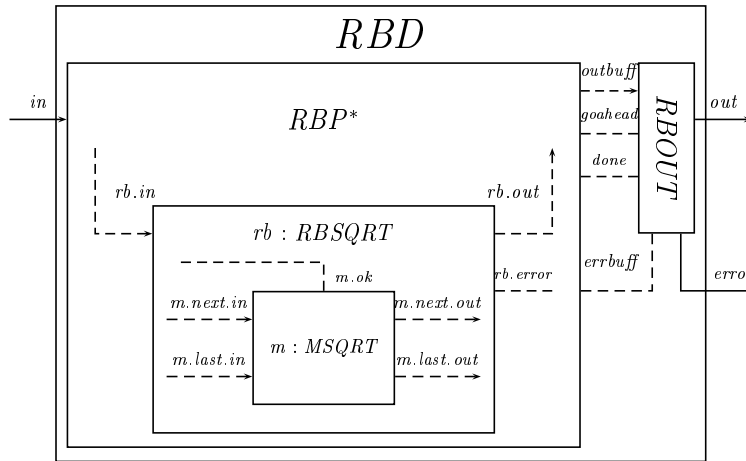 RBD
outbuff
in
RBP*
goahead
RBOUT
out
done
rb.in
rb.out
rb : RBSQRT
errbuff
m.ok
rb.error
erro
m.next.in
m.next.out
m : MSQRT
m.last.in
m.last.out